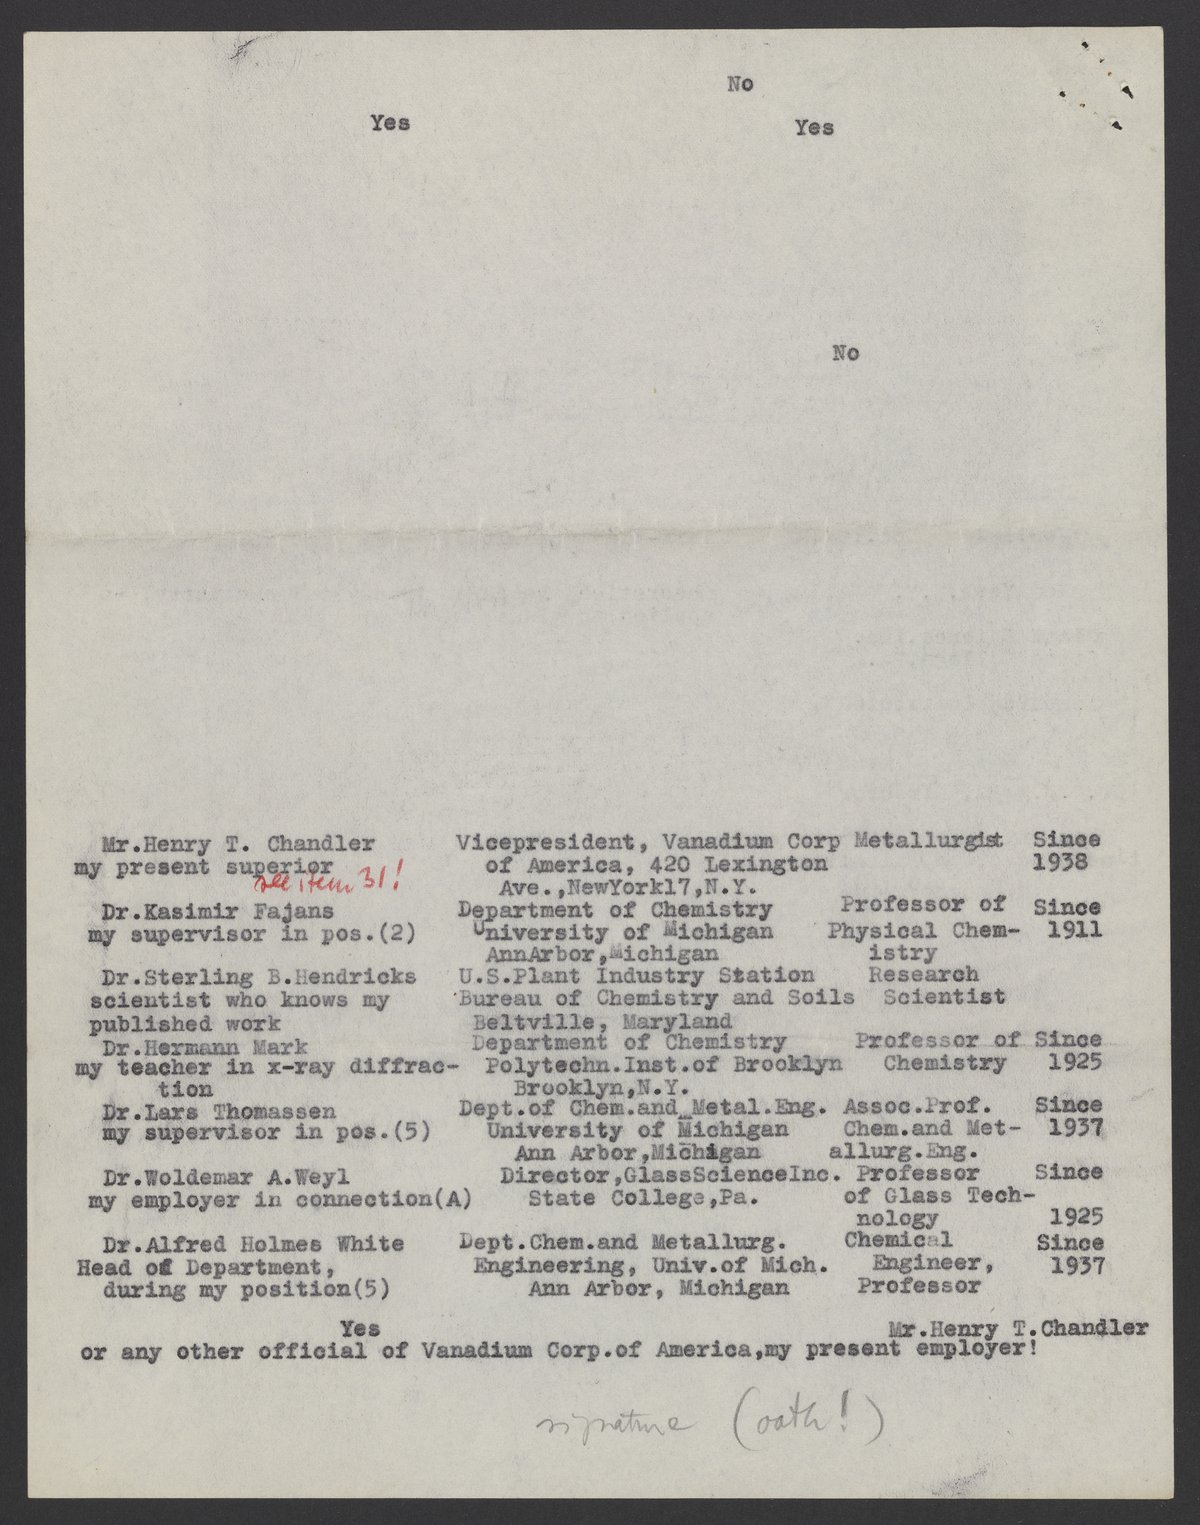 No
Yes Yes
No
Mr.Henry T. Chandler Vicepresident, Vanadium Corp Metallurgist Since
my present superior of America, 420 Lexington 1938
see item 31! Ave.,NewYork17,N.Y.
Dr.Kasimir Fajans Department of Chemistry Professor of Since
my supervisor in pos.(2) University of Michigan Physical Chem- 1911
AnnArbor,Michigan istry
Dr.Sterling B.Hendricks U.S.Plant Industry Station Research
scientist who knows my Bureau of Chemistry and Soils Scientist
published work Beltville, Maryland
Dr.Hermann Mark Department of Chemistry Professor of Since
my teacher in x-ray diffrac- Polytechn.Inst.of Brooklyn Chemistry 1925
tion Brooklyn,N.Y.
Dr.Lars Thomassen Dept.of Chem.and Metal.Eng. Assoc.Prof. Since
my supervisor in pos.(5) University of Michigan Chem.and Met- 1937
Ann Arbor,Michigan allurg.Eng.
Dr.Woldemar A.Weyl Director,GlassScienceInc. Professor Since
my employer in connection(A) State College,Pa. of Glass Tech-
nology 1925
Dr.Alfred Holmes White Dept.Chem.and Metallurg. Chemical Since
Head of Department, Engineering, Univ.of Mich. Engineer, 1937
during my position(5) Ann Arbor, Michigan Professor
Yes Mr.Henry T.Chandler
or any other official of Vanadium Corp.of America,my present employer!
signature (oath!)